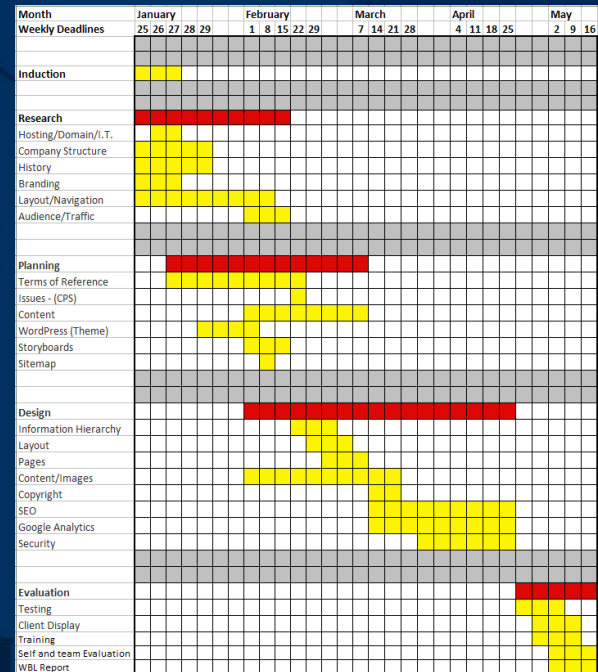 Month January February March April May
Weekly Deadlines 25 26 27 28 29 1 8 15 22 29 7 14 21 28 4 11 18 25 2 9 16
Induction
Research
Hosting/Domain/I.T.
Company Structure
History
Branding
Layout/Navigation
Audience/Traffic
Planning
Terms of Reference
Issues - (CPS)
Content
WordPress (Theme)
Storyboards
Sitemap
Design
Information Hierarchy
Layout
Pages
Content/Images
Copyright
SEO
Google Analytics
Security
Evaluation
Testing
Client Display
Training
Self and team Evaluation
WBL Report